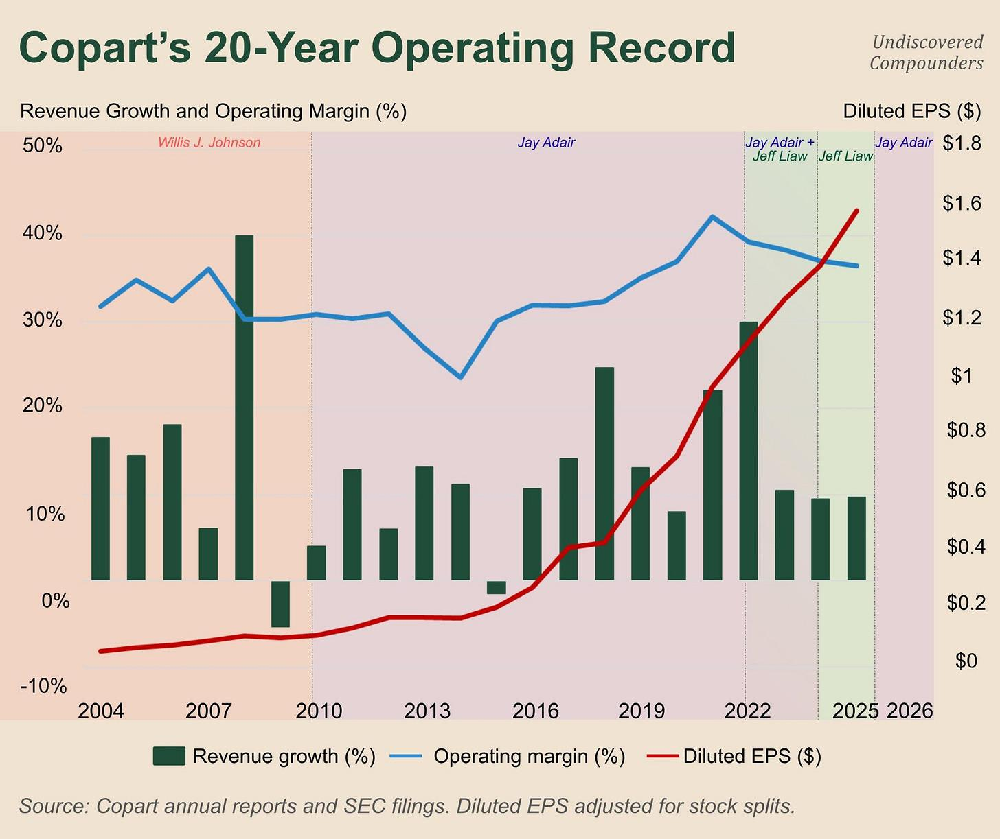 Copart’s 20-Year Operating Record
Undiscovered
Compounders
Revenue Growth and Operating Margin (%)
Diluted EPS ($)
Willis J. Johnson
Jay Adair
Jay Adair +
Jeff Liaw
Jeff Liaw
Jay Adair
50%
40%
30%
20%
10%
0%
-10%
$1.8
$1.6
$1.4
$1.2
$1
$0.8
$0.6
$0.4
$0.2
$0
2004 2007 2010 2013 2016 2019 2022 2025 2026
Revenue growth (%) Operating margin (%) Diluted EPS ($)
Source: Copart annual reports and SEC filings. Diluted EPS adjusted for stock splits.